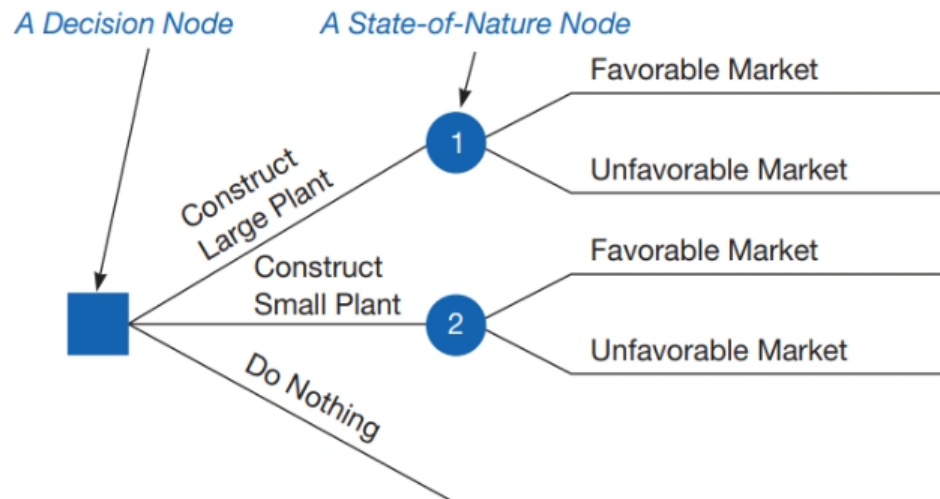 A Decision Node
A State-of-Nature Node
Favorable Market
1
Unfavorable Market
Construct
Large Plant
Favorable Market
Construct
Small Plant
2
Unfavorable Market
Do Nothing